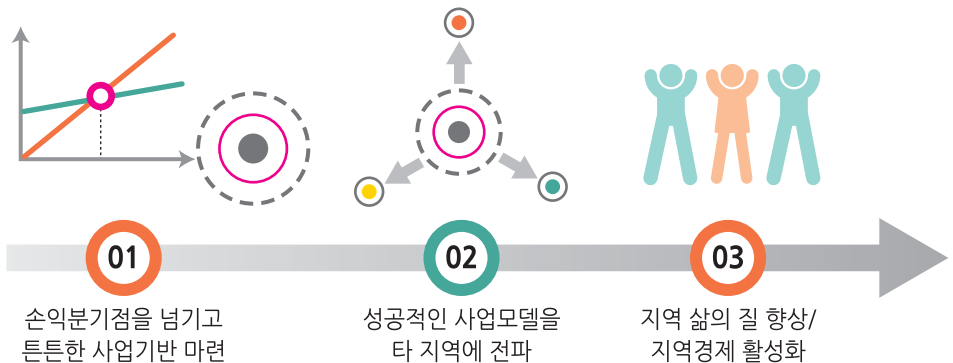 01
손익분기점을 넘기고
튼튼한 사업기반 마련
02
성공적인 사업모델을
타 지역에 전파
03
지역 삶의 질 향상/
지역경제 활성화